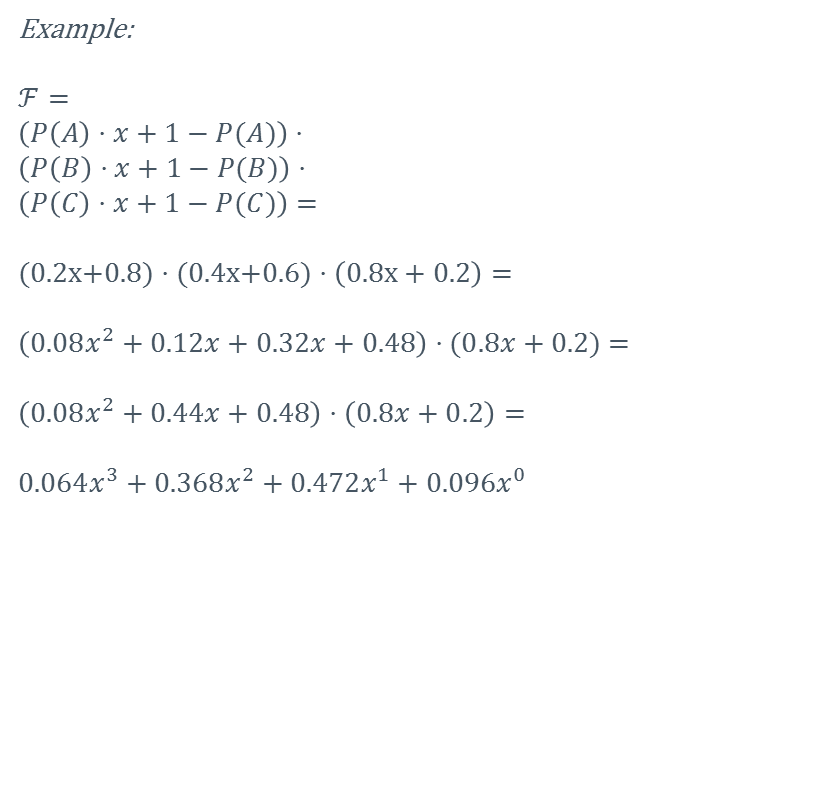 Example:
ℱ =
(P(A) · x + 1 − P(A)) ·
(P(B) · x + 1 − P(B)) ·
(P(C) · x + 1 − P(C)) =
(0.2x+0.8) · (0.4x+0.6) · (0.8x + 0.2) =
(0.08x² + 0.12x + 0.32x + 0.48) · (0.8x + 0.2) =
(0.08x² + 0.44x + 0.48) · (0.8x + 0.2) =
0.064x³ + 0.368x² + 0.472x¹ + 0.096x⁰